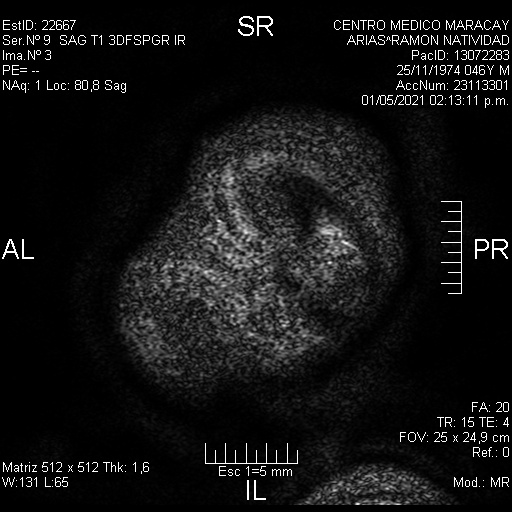 EstID: 22667
Ser.Nº 9 SAG T1 3DFSPGR IR
Ima.Nº 3
PE= --
NAq: 1 Loc: 80,8 Sag
SR
CENTRO MEDICO MARACAY
ARIAS^RAMON NATIVIDAD
PacID: 13072283
25/11/1974 046Y M
AccNum: 23113301
01/05/2021 02:13:11 p.m.
AL
PR
FA: 20
TR: 15 TE: 4
FOV: 25 x 24,9 cm
Ref.: 0
Matriz 512 x 512 Thk: 1,6
W:131 L:65
Esc 1=5 mm
IL
Mod.: MR